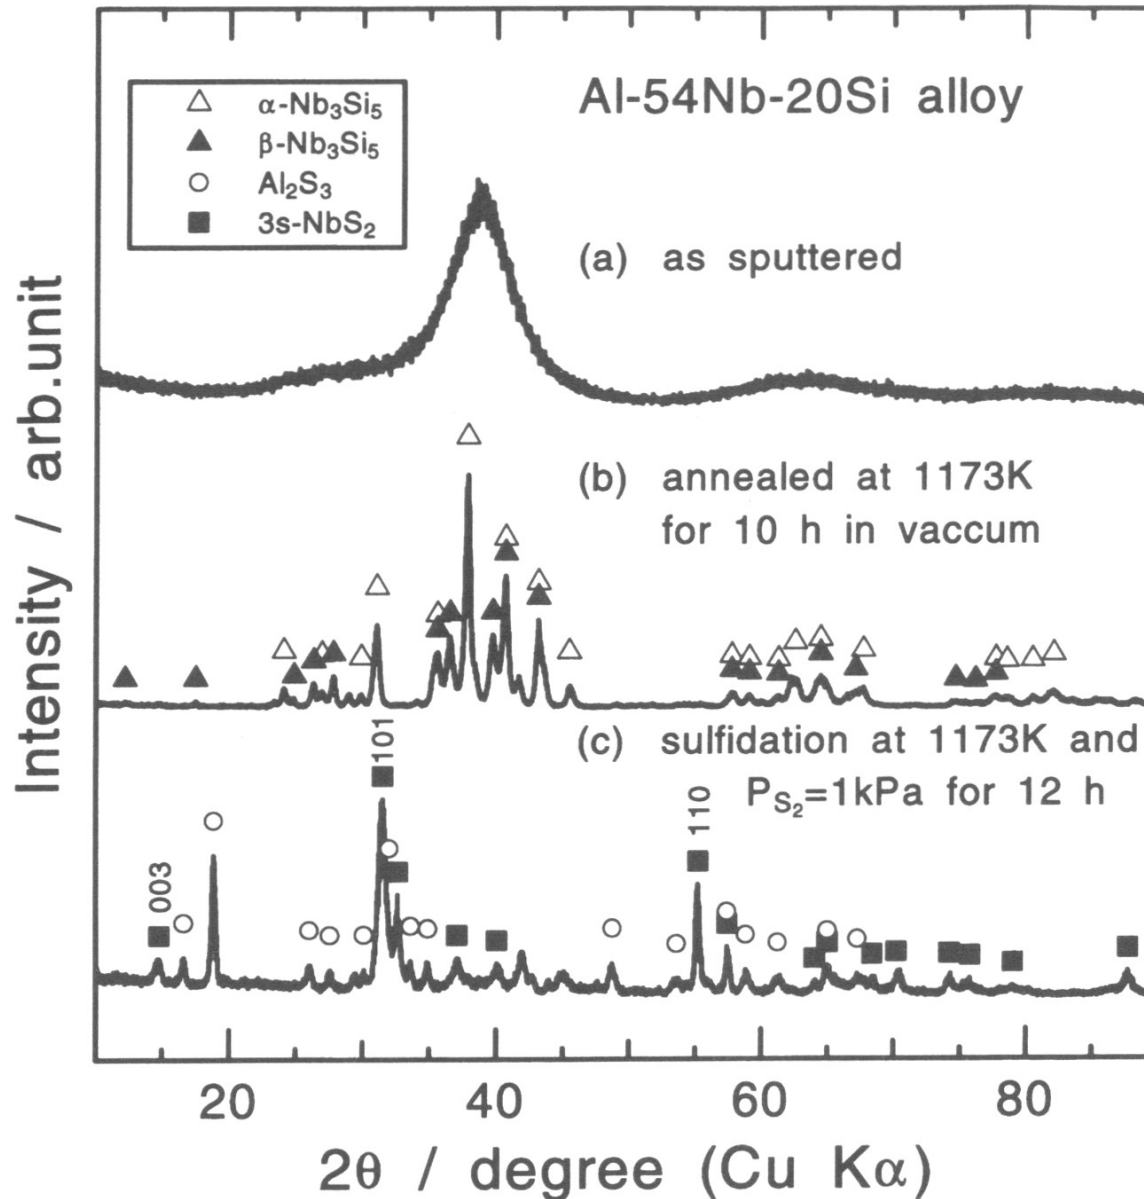 Al-54Nb-20Si alloy
α-Nb₃Si₅
β-Nb₃Si₅
Al₂S₃
3s-NbS₂
(a) as sputtered
(b) annealed at 1173K
for 10 h in vaccum
(c) sulfidation at 1173K and
P_S₂=1kPa for 12 h
003
101
110
Intensity / arb.unit
20 40 60 80
2θ / degree (Cu Kα)